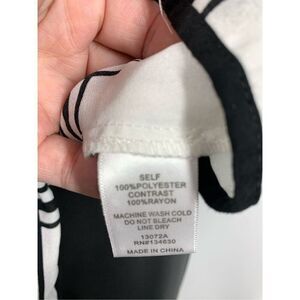 SELF
100%POLYESTER
CONTRAST
100%RAYON
MACHINE WASH COLD
DO NOT BLEACH
LINE DRY
13072A
RN#134630
MADE IN CHINA